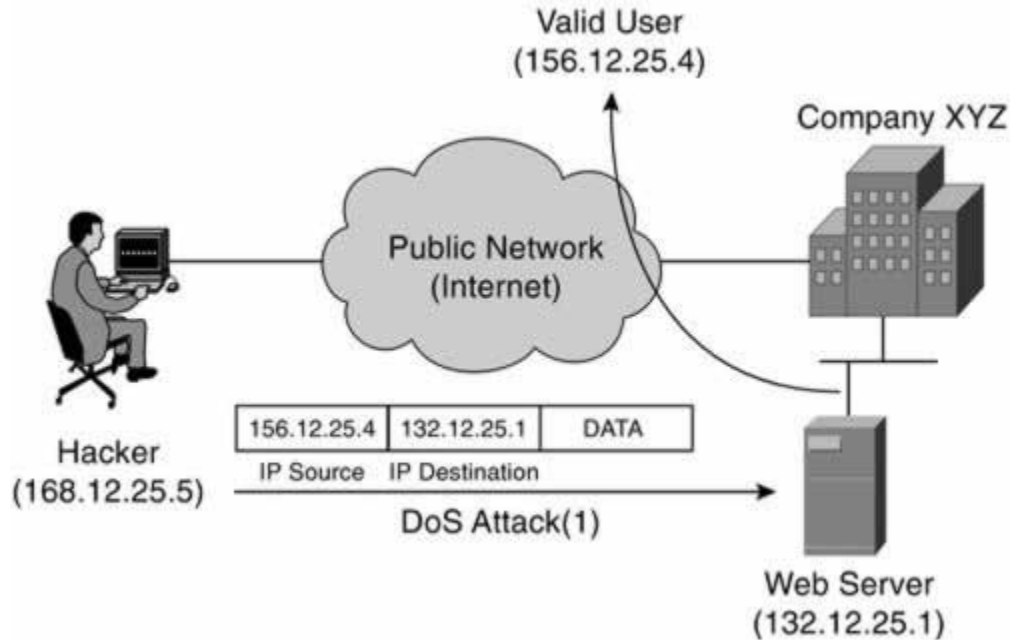 Valid User
(156.12.25.4)
Company XYZ
Public Network
(Internet)
156.12.25.4 132.12.25.1 DATA
IP Source IP Destination
Hacker
(168.12.25.5)
DoS Attack(1)
Web Server
(132.12.25.1)